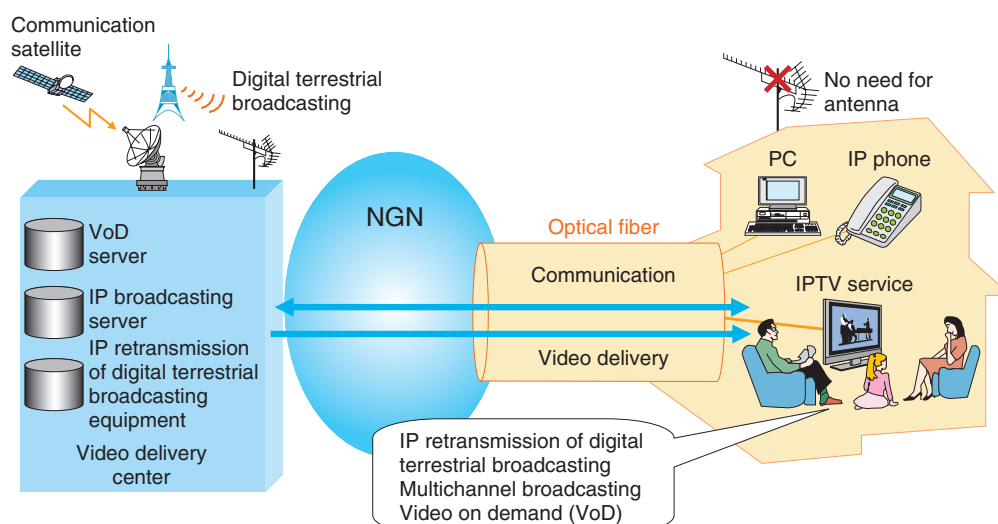 Communication
satellite
Digital terrestrial
broadcasting
No need for
antenna
PC
IP phone
NGN
Optical fiber
VoD
server
Communication
IPTV service
IP broadcasting
server
IP retransmission
of digital terrestrial
broadcasting
equipment
Video delivery
Video delivery
center
IP retransmission of digital
terrestrial broadcasting
Multichannel broadcasting
Video on demand (VoD)